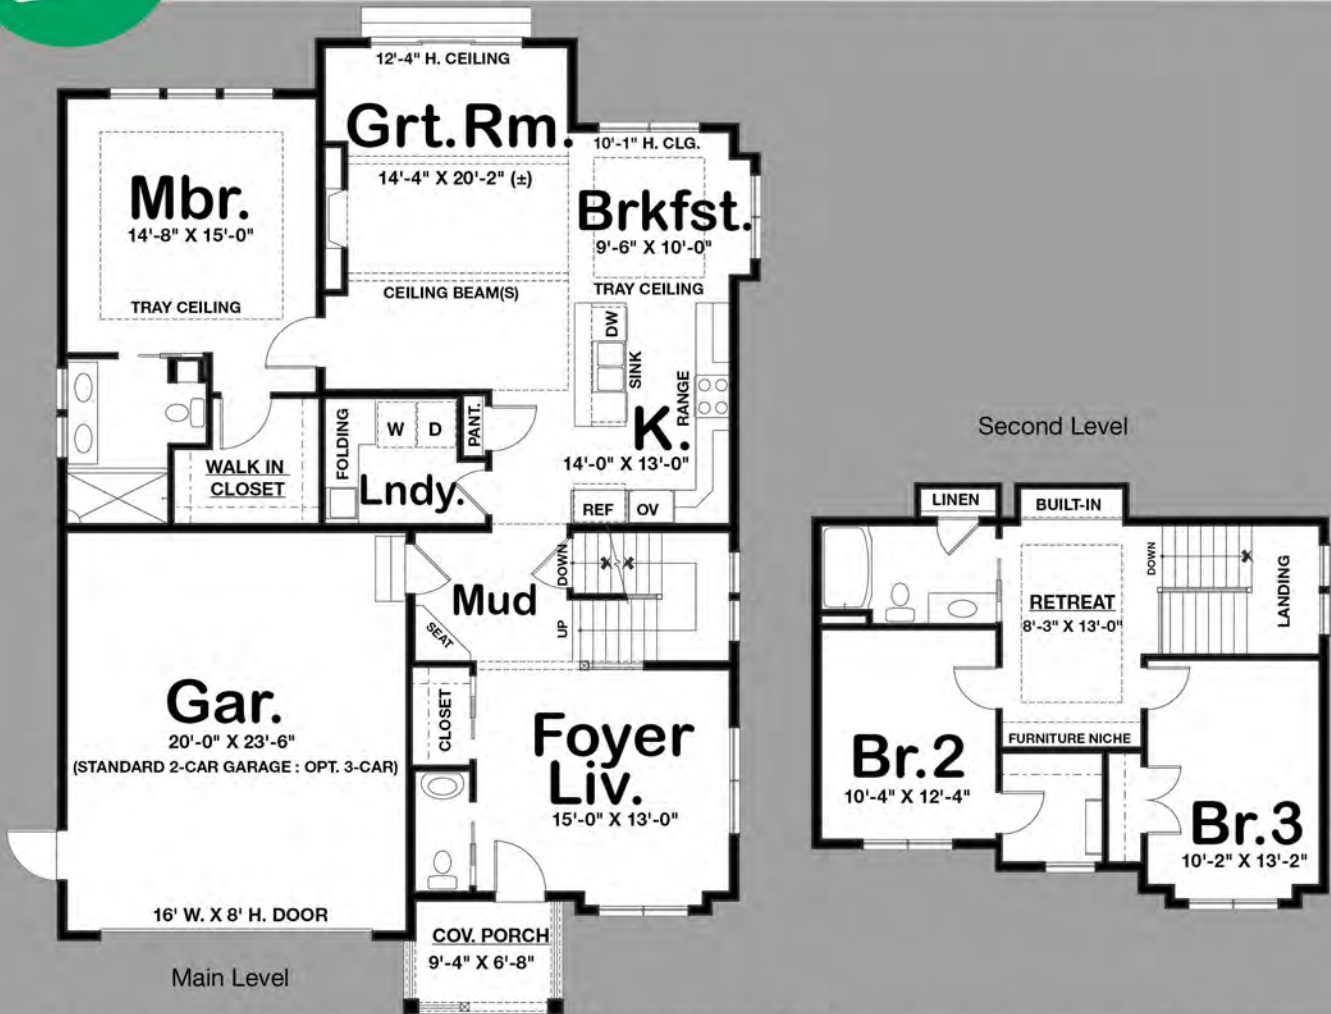 12'-4" H. CEILING
Grt. Rm.
14'-4" X 20'-2" (±)
CEILING BEAM(S)
10'-1" H. CLG.
Brkfst.
9'-6" X 10'-0"
TRAY CEILING
Mbr.
14'-8" X 15'-0"
TRAY CEILING
DW
SINK
RANGE
K.
14'-0" X 13'-0"
REF
OV
PANT.
FOLDING
W
D
Lndy.
WALK IN
CLOSET
DOWN
UP
Mud
SEAT
CLOSET
Gar.
20'-0" X 23'-6"
(STANDARD 2-CAR GARAGE : OPT. 3-CAR)
16' W. X 8' H. DOOR
Foyer
Liv.
15'-0" X 13'-0"
COV. PORCH
9'-4" X 6'-8"
Main Level
Second Level
LINEN
BUILT-IN
RETREAT
8'-3" X 13'-0"
DOWN
LANDING
FURNITURE NICHE
Br.2
10'-4" X 12'-4"
Br.3
10'-2" X 13'-2"